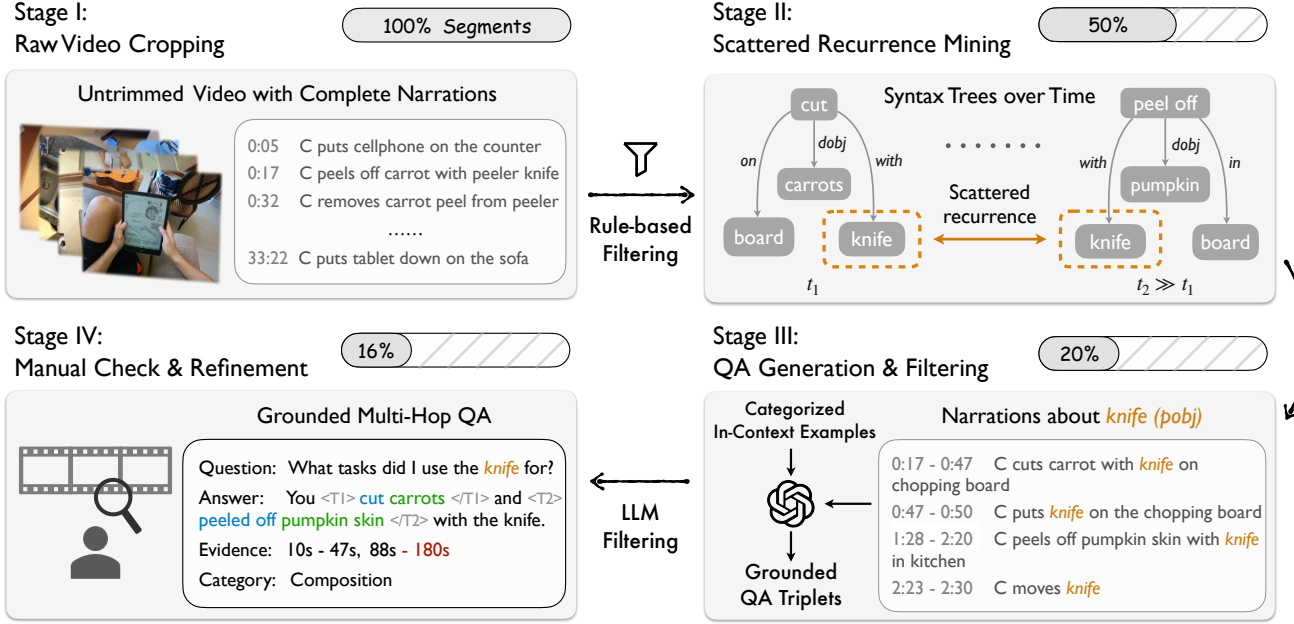 Stage I:
Raw Video Cropping
100% Segments
Untrimmed Video with Complete Narrations
0:05 C puts cellphone on the counter
0:17 C peels off carrot with peeler knife
0:32 C removes carrot peel from peeler
......
33:22 C puts tablet down on the sofa
Rule-based
Filtering
Stage II:
Scattered Recurrence Mining
50%
Syntax Trees over Time
cut
on
dobj
with
carrots
board
knife
.......
Scattered
recurrence
peel off
with
dobj
in
pumpkin
knife
board
t₁
t₂ ≫ t₁
Stage III:
QA Generation & Filtering
20%
Categorized
In-Context Examples
Grounded
QA Triplets
Narrations about knife (pobj)
0:17 - 0:47 C cuts carrot with knife on
chopping board
0:47 - 0:50 C puts knife on the chopping board
1:28 - 2:20 C peels off pumpkin skin with knife
in kitchen
2:23 - 2:30 C moves knife
LLM
Filtering
Stage IV:
Manual Check & Refinement
16%
Grounded Multi-Hop QA
Question: What tasks did I use the knife for?
Answer: You <T1> cut carrots </T1> and <T2>
peeled off pumpkin skin </T2> with the knife.
Evidence: 10s - 47s, 88s - 180s
Category: Composition